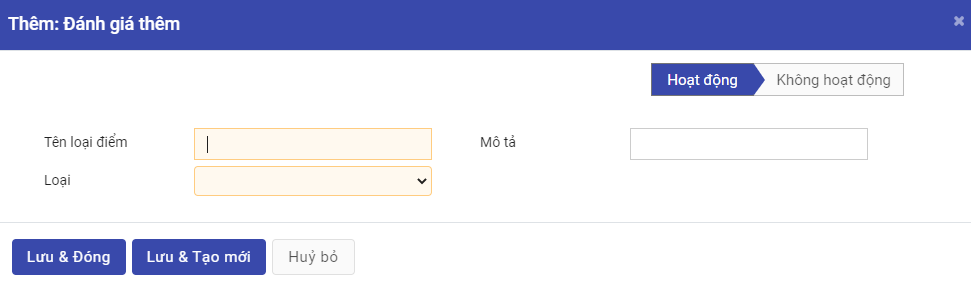 Thêm: Đánh giá thêm
Hoạt động Không hoạt động
Tên loại điểm Mô tả
Loại
Lưu & Đóng Lưu & Tạo mới Huỷ bỏ